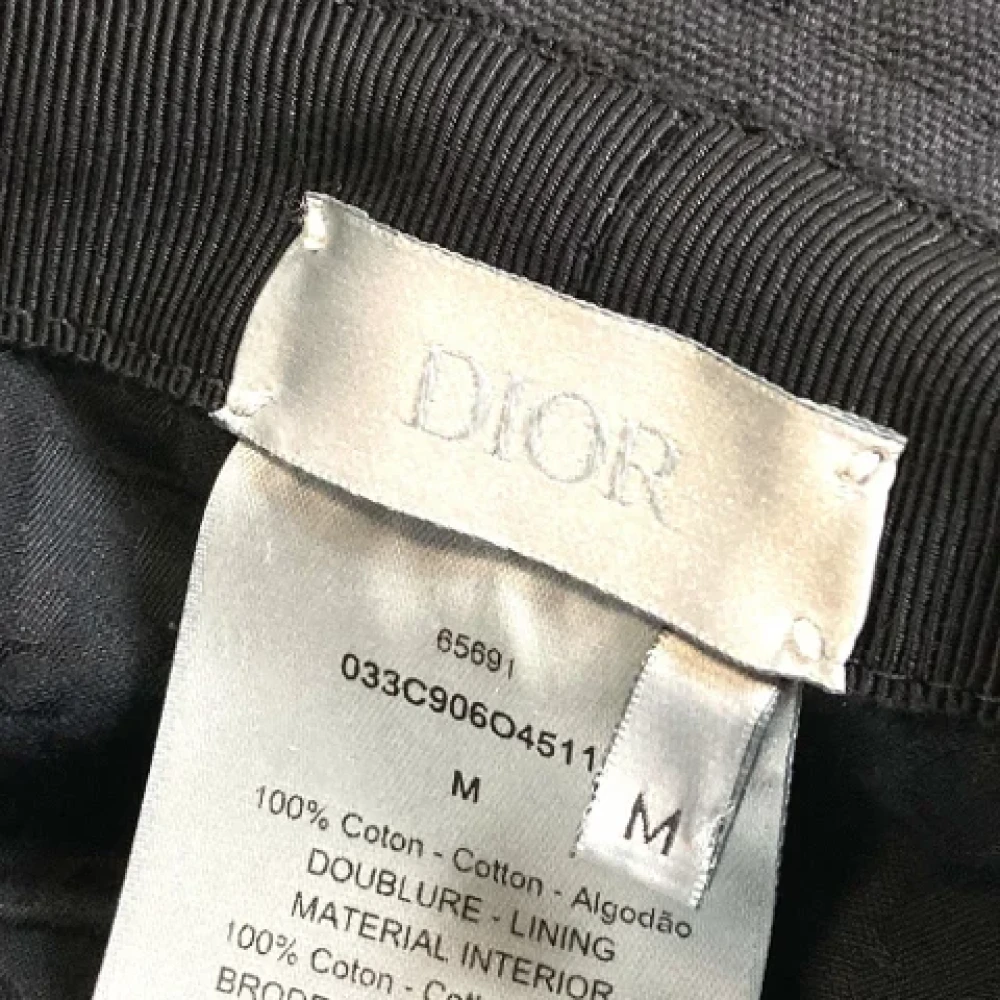 DIOR
65691
033C906O4511
M
M
100% Coton - Cotton - Algodão
DOUBLURE - LINING
MATERIAL INTERIOR
100% Coton -